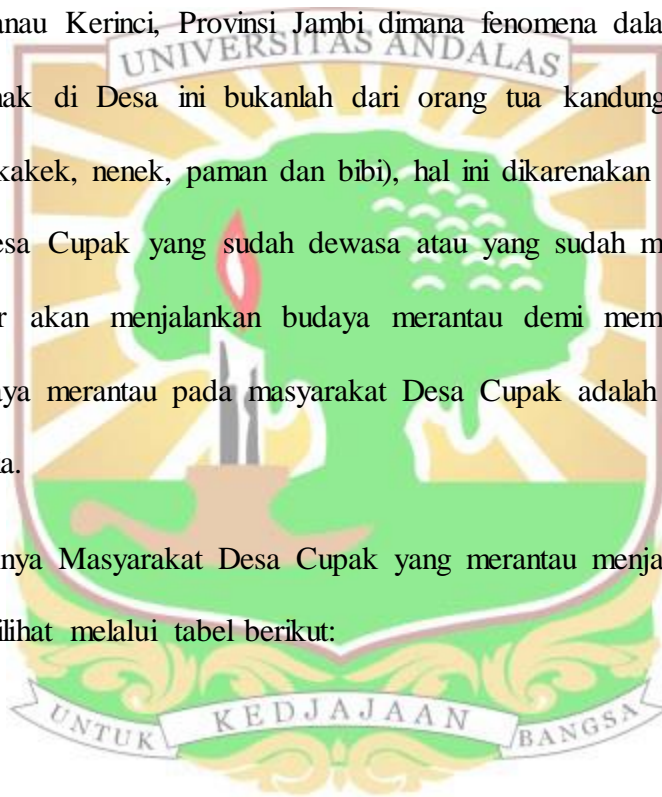 anau Kerinci, Provinsi Jambi dimana fenomena dala
UNIVERSITAS ANDALAS
ak di Desa ini bukanlah dari orang tua kandung
kakek, nenek, paman dan bibi), hal ini dikarenakan
esa Cupak yang sudah dewasa atau yang sudah m
r akan menjalankan budaya merantau demi mem
ya merantau pada masyarakat Desa Cupak adalah
a.
nya Masyarakat Desa Cupak yang merantau menja
ilihat melalui tabel berikut:
UNTUK KEDJAJAAN BANGSA